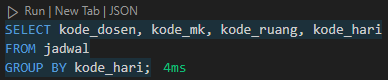 Run | New Tab | JSON
SELECT kode_dosen, kode_mk, kode_ruang, kode_hari
FROM jadwal
GROUP BY kode_hari; 4ms